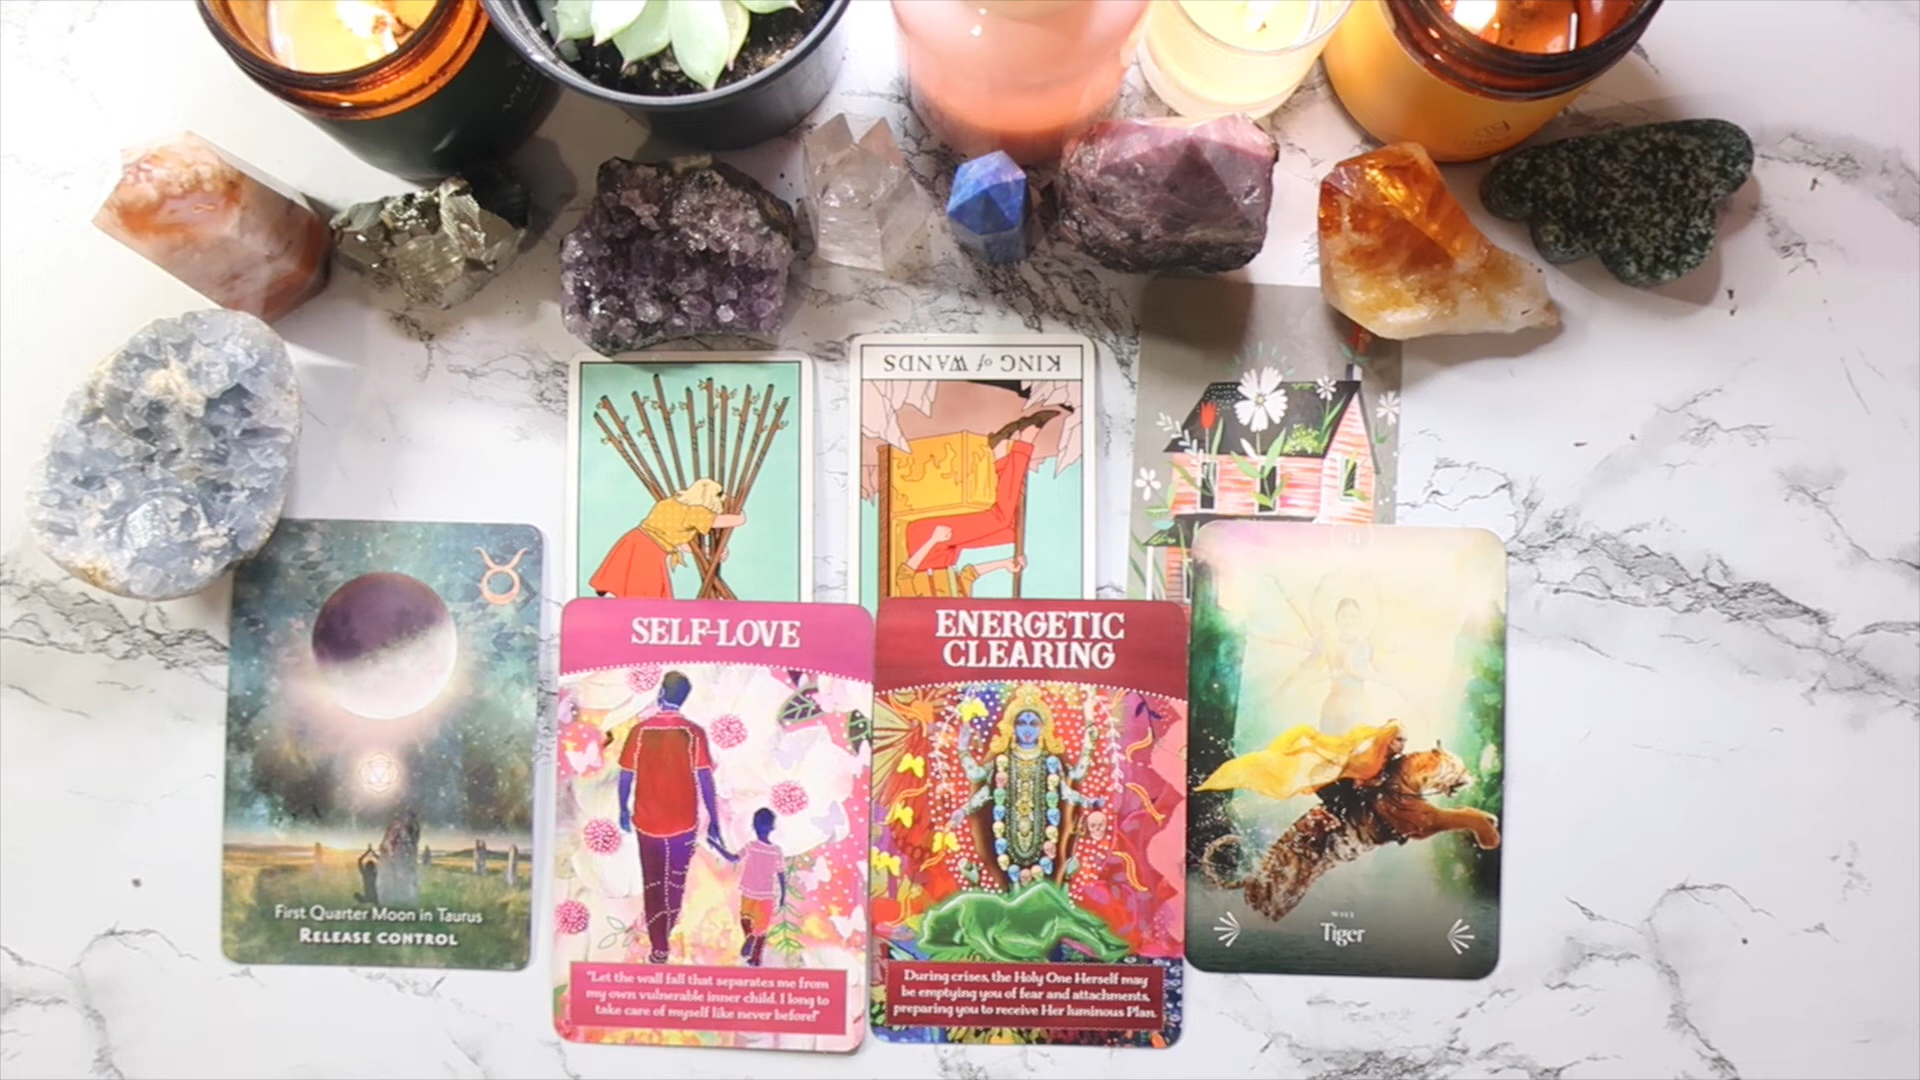 KING of WANDS
SELF-LOVE
ENERGETIC
CLEARING
34
First Quarter Moon in Taurus
RELEASE CONTROL
"Let the wall fall that separates me from
my own vulnerable inner child. I long to
take care of myself like never before!"
During crises, the Holy One Herself may
be emptying you of fear and attachments,
preparing you to receive Her luminous Plan.
WILL
Tiger